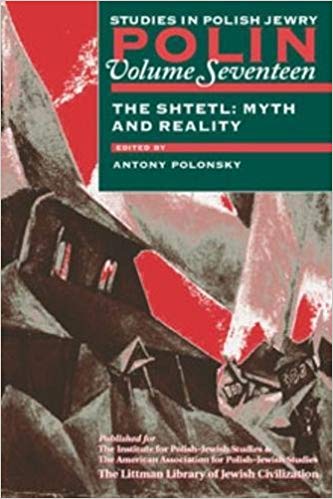 STUDIES IN POLISH JEWRY
POLIN
Volume Seventeen
THE SHTETL: MYTH
AND REALITY
EDITED BY
ANTONY POLONSKY
Published for
The Institute for Polish–Jewish Studies &
The American Association for Polish–Jewish Studies
The Littman Library of Jewish Civilization